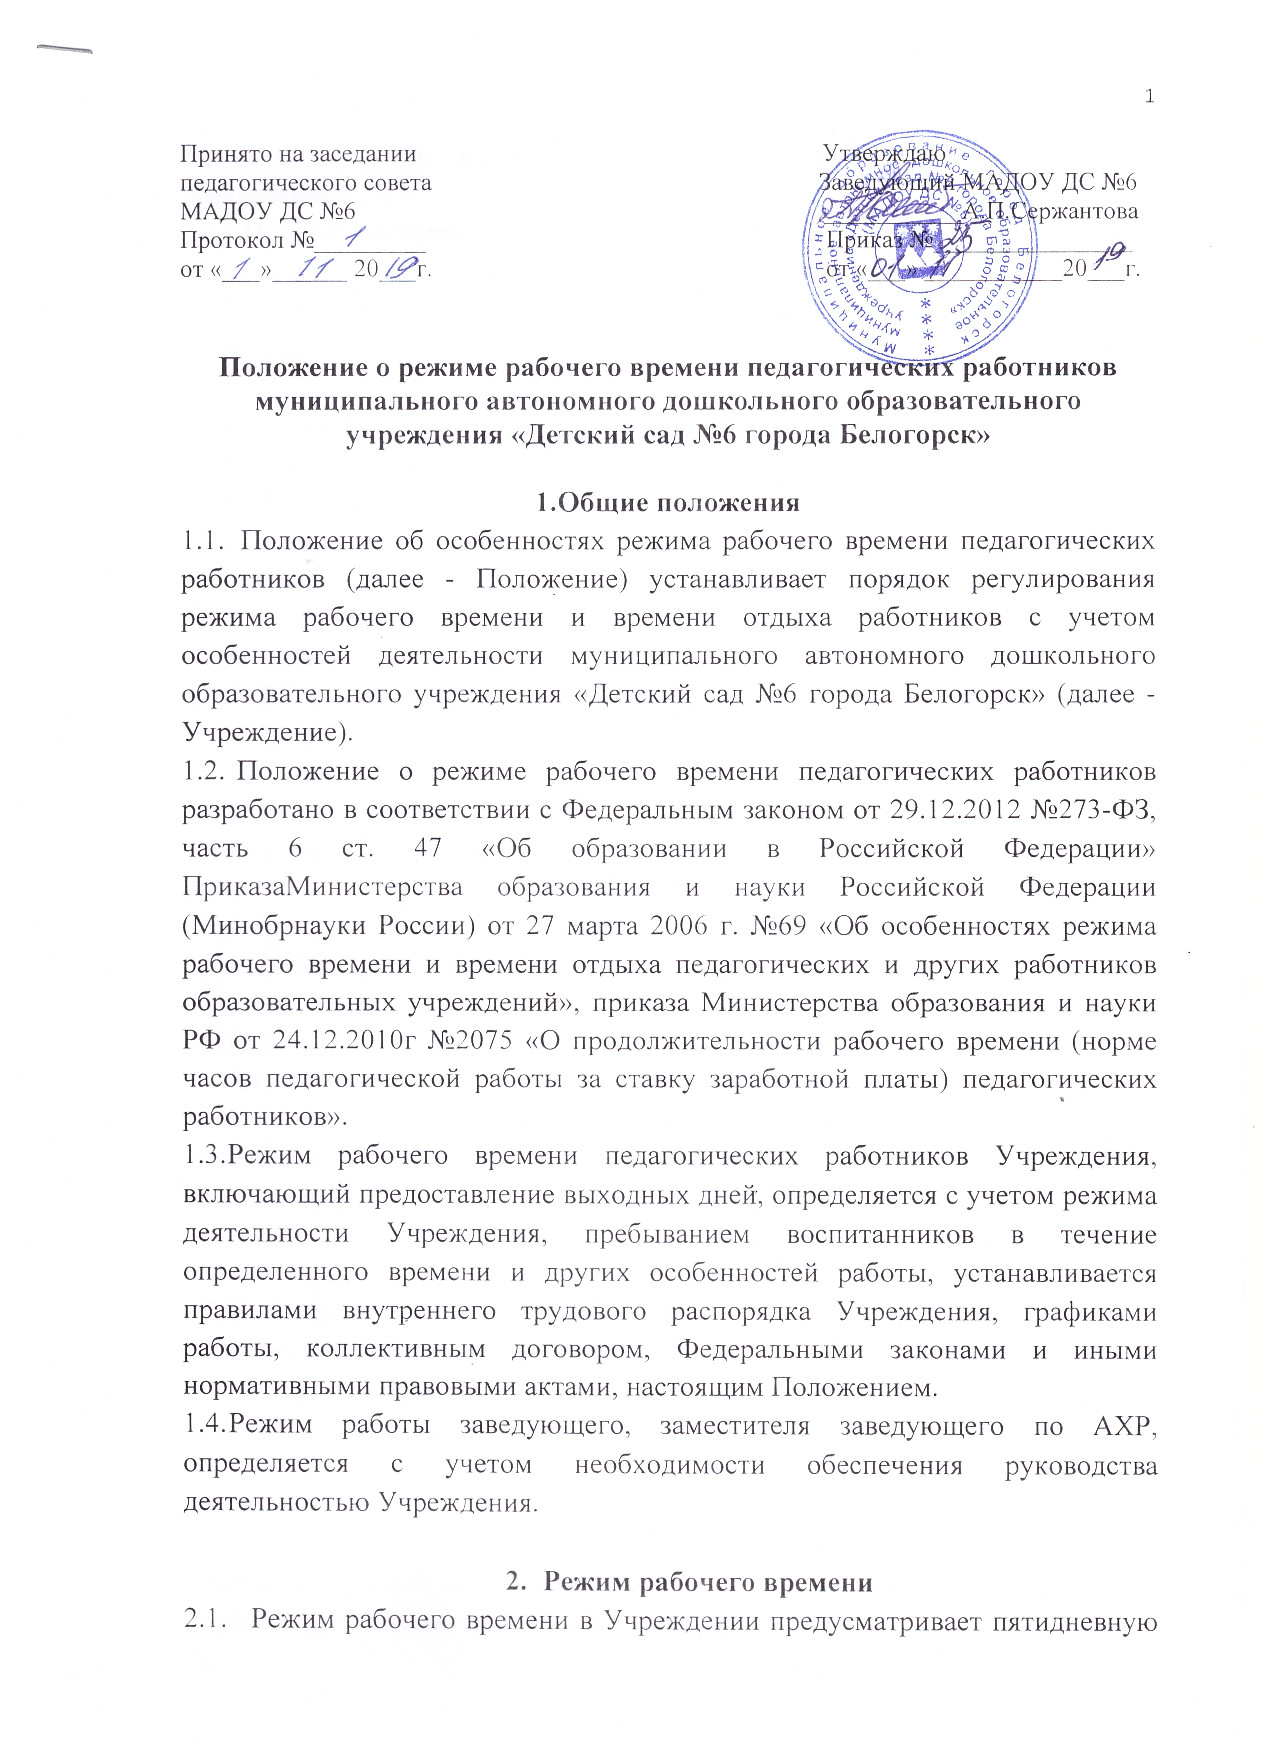 1
Принято на заседании
педагогического совета
МАДОУ ДС №6
Протокол № 1
от « 1 » 11 2019г.
Утверждаю
Заведующий МАДОУ ДС №6
А.П.Сержантова
Приказ № 
от «01» 11 2019г.
Положение о режиме рабочего времени педагогических работников
муниципального автономного дошкольного образовательного
учреждения «Детский сад №6 города Белогорск»
1.Общие положения
1.1. Положение об особенностях режима рабочего времени педагогических
работников (далее - Положение) устанавливает порядок регулирования
режима рабочего времени и времени отдыха работников с учетом
особенностей деятельности муниципального автономного дошкольного
образовательного учреждения «Детский сад №6 города Белогорск» (далее -
Учреждение).
1.2. Положение о режиме рабочего времени педагогических работников
разработано в соответствии с Федеральным законом от 29.12.2012 №273-ФЗ,
часть 6 ст. 47 «Об образовании в Российской Федерации»
ПриказаМинистерства образования и науки Российской Федерации
(Минобрнауки России) от 27 марта 2006 г. №69 «Об особенностях режима
рабочего времени и времени отдыха педагогических и других работников
образовательных учреждений», приказа Министерства образования и науки
РФ от 24.12.2010г №2075 «О продолжительности рабочего времени (норме
часов педагогической работы за ставку заработной платы) педагогических
работников».
1.3.Режим рабочего времени педагогических работников Учреждения,
включающий предоставление выходных дней, определяется с учетом режима
деятельности Учреждения, пребыванием воспитанников в течение
определенного времени и других особенностей работы, устанавливается
правилами внутреннего трудового распорядка Учреждения, графиками
работы, коллективным договором, Федеральными законами и иными
нормативными правовыми актами, настоящим Положением.
1.4.Режим работы заведующего, заместителя заведующего по АХР,
определяется с учетом необходимости обеспечения руководства
деятельностью Учреждения.
2. Режим рабочего времени
2.1. Режим рабочего времени в Учреждении предусматривает пятидневную